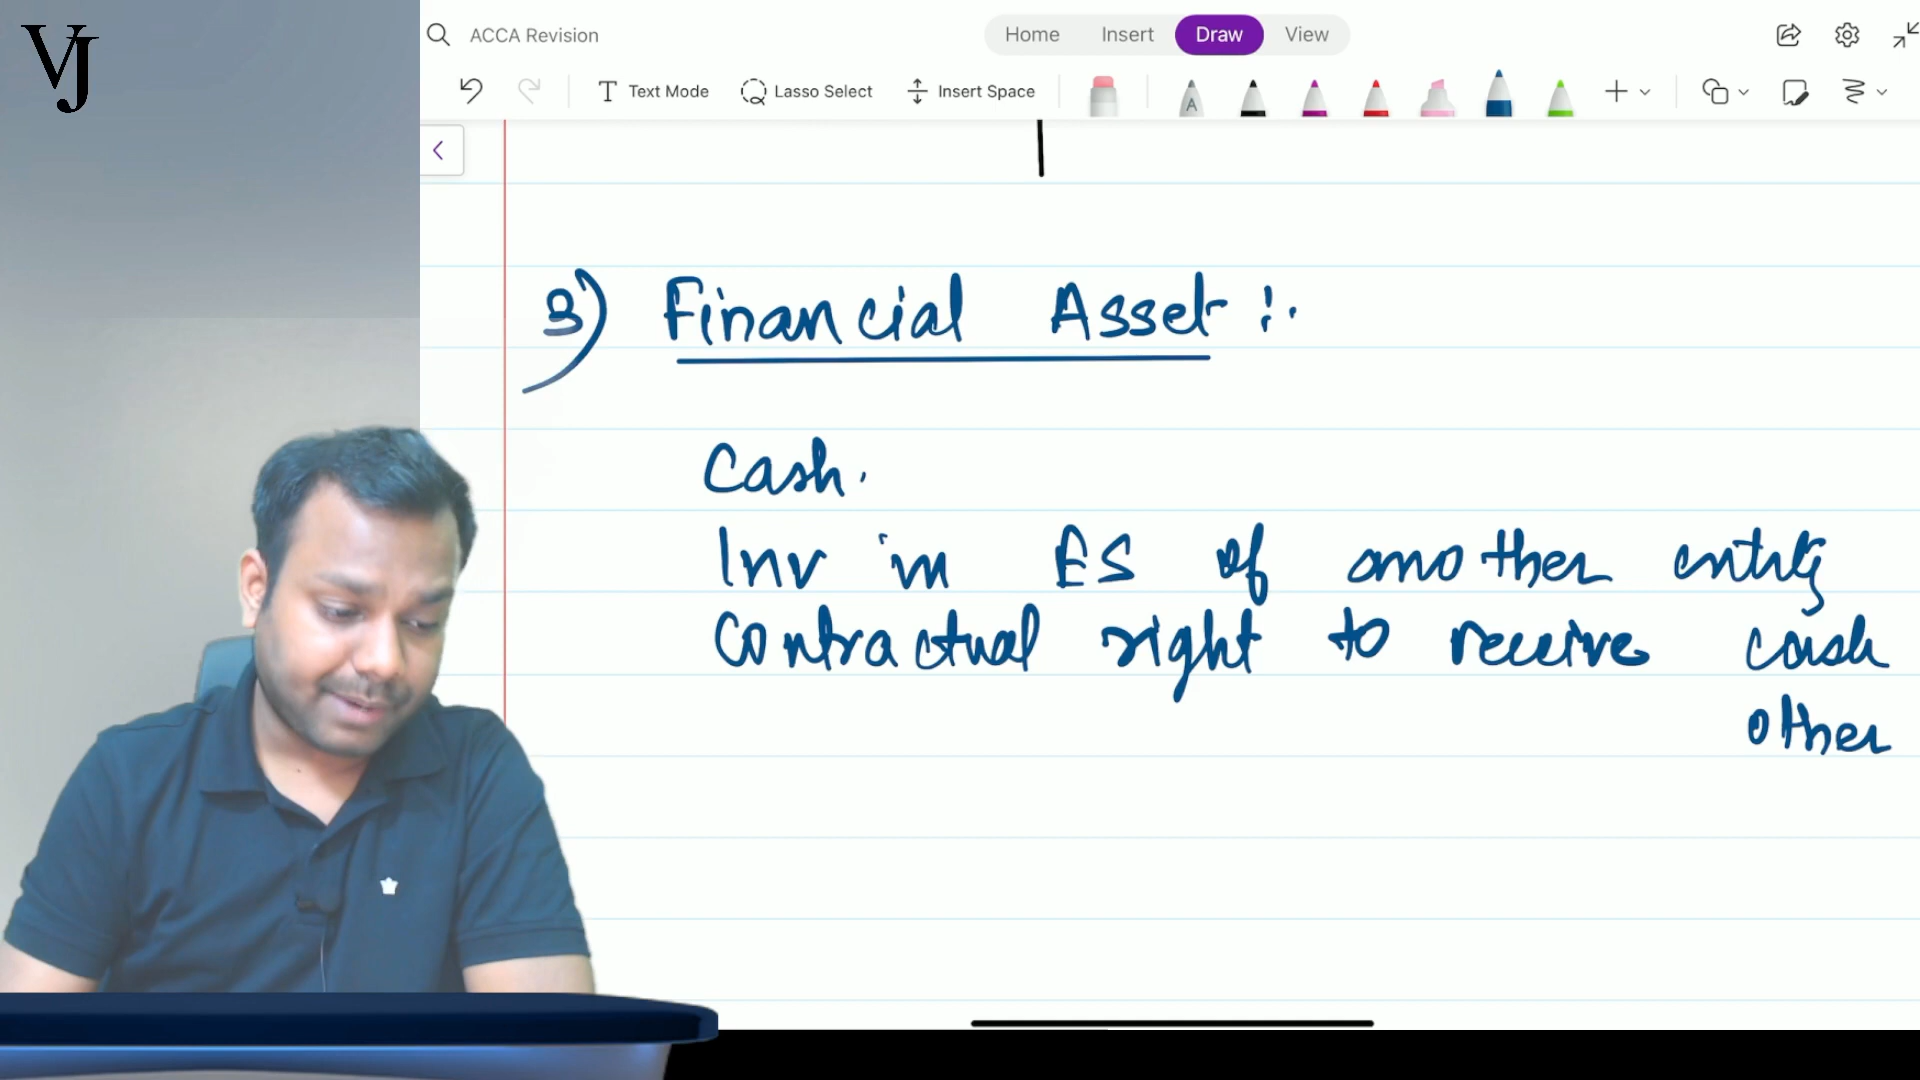 VJ
ACCA Revision
Home Insert Draw View
Text Mode Lasso Select Insert Space
A
3) Financial Asset :.
Cash.
Inv in ES of another entity
contractual right to receive cash
other